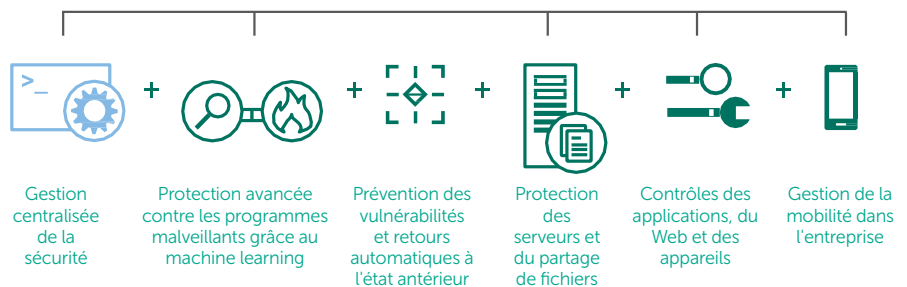 >_
+ + + + +
Gestion
centralisée
de la
sécurité
Protection avancée
contre les programmes
malveillants grâce au
machine learning
Prévention des
vulnérabilités
et retours
automatiques à
l'état antérieur
Protection
des
serveurs et
du partage
de fichiers
Contrôles des
applications, du
Web et des
appareils
Gestion de la
mobilité dans
l'entreprise